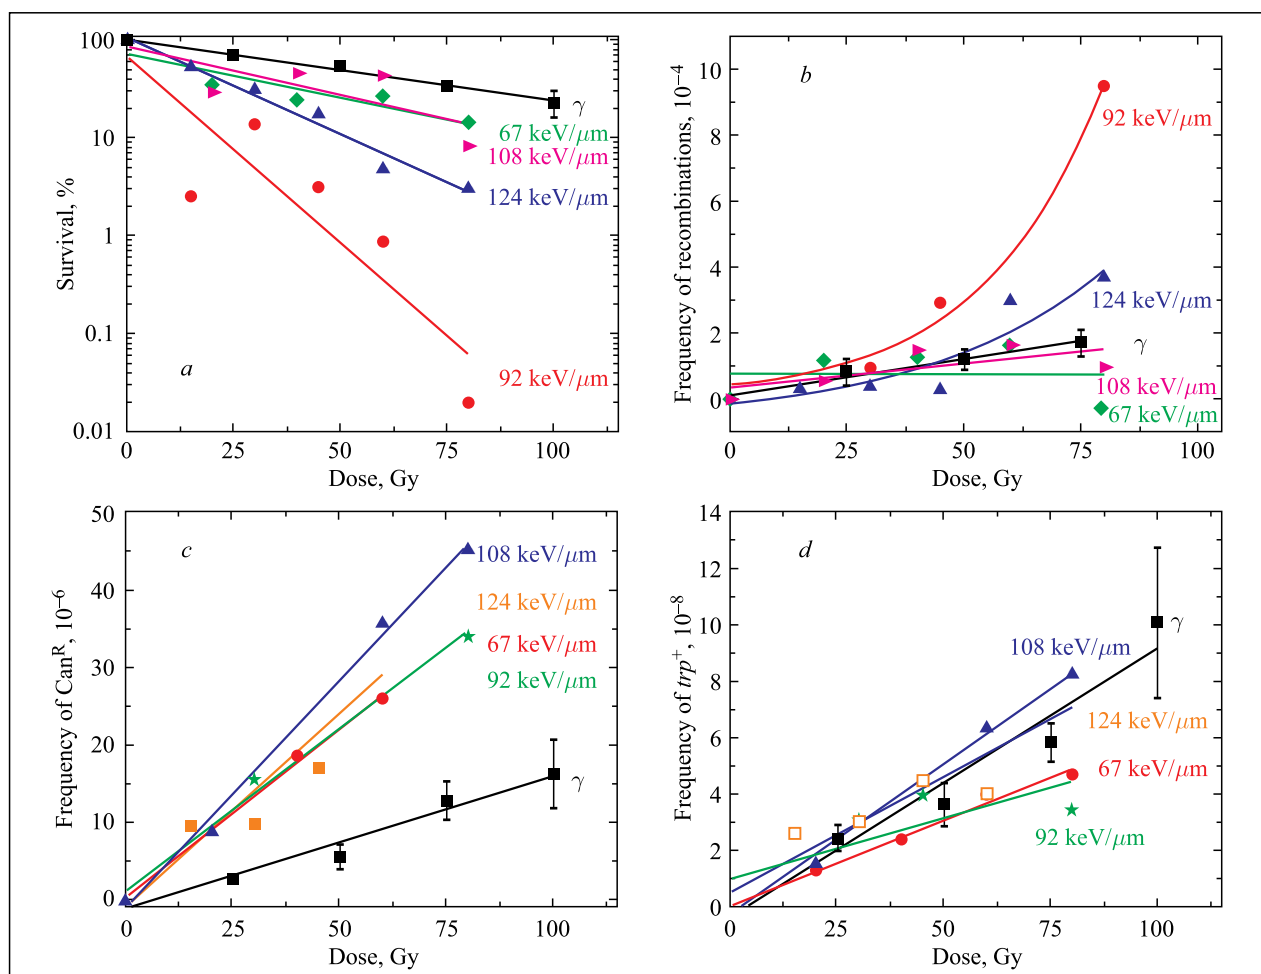 a
Survival, %
100
10
1
0.1
0.01
γ
67 keV/μm
108 keV/μm
124 keV/μm
92 keV/μm
0 25 50 75 100
Dose, Gy
b
Frequency of recombinations, 10⁻⁴
10
8
6
4
2
0
92 keV/μm
124 keV/μm
γ
108 keV/μm
67 keV/μm
0 25 50 75 100
Dose, Gy
c
Frequency of Canᴿ, 10⁻⁶
50
40
30
20
10
0
108 keV/μm
124 keV/μm
67 keV/μm
92 keV/μm
γ
0 25 50 75 100
Dose, Gy
d
Frequency of trp⁺, 10⁻⁸
14
12
10
8
6
4
2
0
γ
108 keV/μm
124 keV/μm
67 keV/μm
92 keV/μm
0 25 50 75 100
Dose, Gy